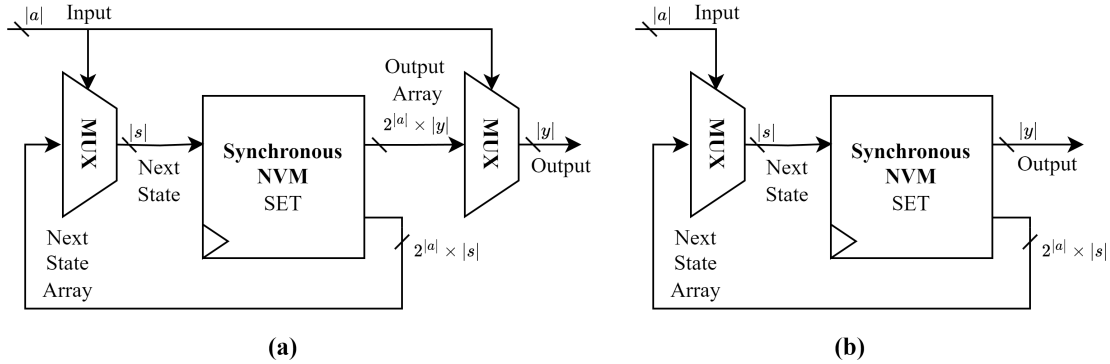 |a|
Input
MUX
|s|
Next
State
Synchronous
NVM
SET
Output
Array
2^{|a|} × |y|
MUX
|y|
Output
Next
State
Array
2^{|a|} × |s|
(a)
|a|
Input
MUX
|s|
Next
State
Synchronous
NVM
SET
|y|
Output
Next
State
Array
2^{|a|} × |s|
(b)